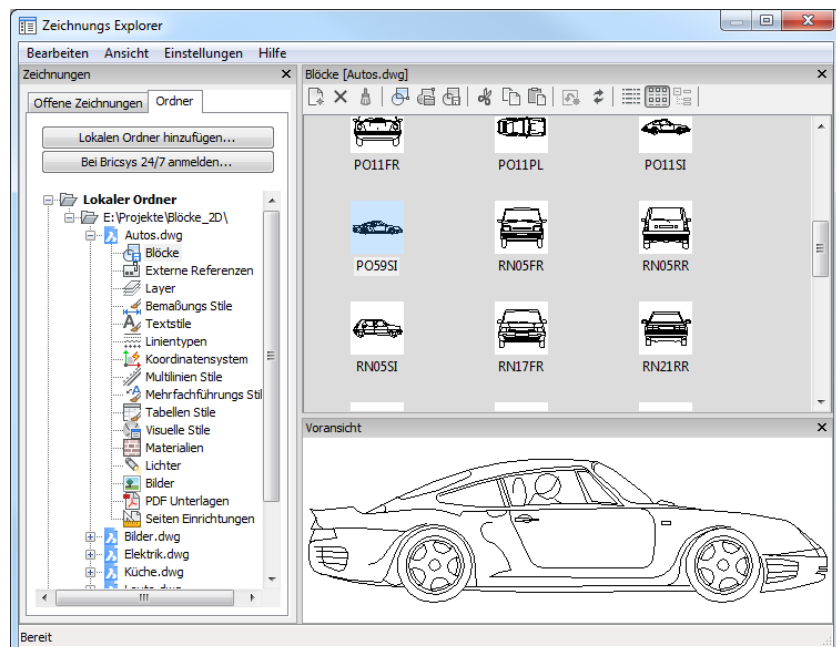 Zeichnungs Explorer
Bearbeiten Ansicht Einstellungen Hilfe
Zeichnungen
Offene Zeichnungen Ordner
Lokalen Ordner hinzufügen...
Bei Bricsys 24/7 anmelden...
Lokaler Ordner
E:\Projekte\Blöcke_2D\
Autos.dwg
Blöcke
Externe Referenzen
Layer
Bemaßungs Stile
Textstile
Linientypen
Koordinatensystem
Multilinien Stile
Mehrfachführungs Stil
Tabellen Stile
Visuelle Stile
Materialien
Lichter
Bilder
PDF Unterlagen
Seiten Einrichtungen
Bilder.dwg
Elektrik.dwg
Küche.dwg
Blöcke [Autos.dwg]
PO11FR PO11PL PO11SI
PO59SI RN05FR RN05RR
RN05SI RN17FR RN21RR
Voransicht
Bereit